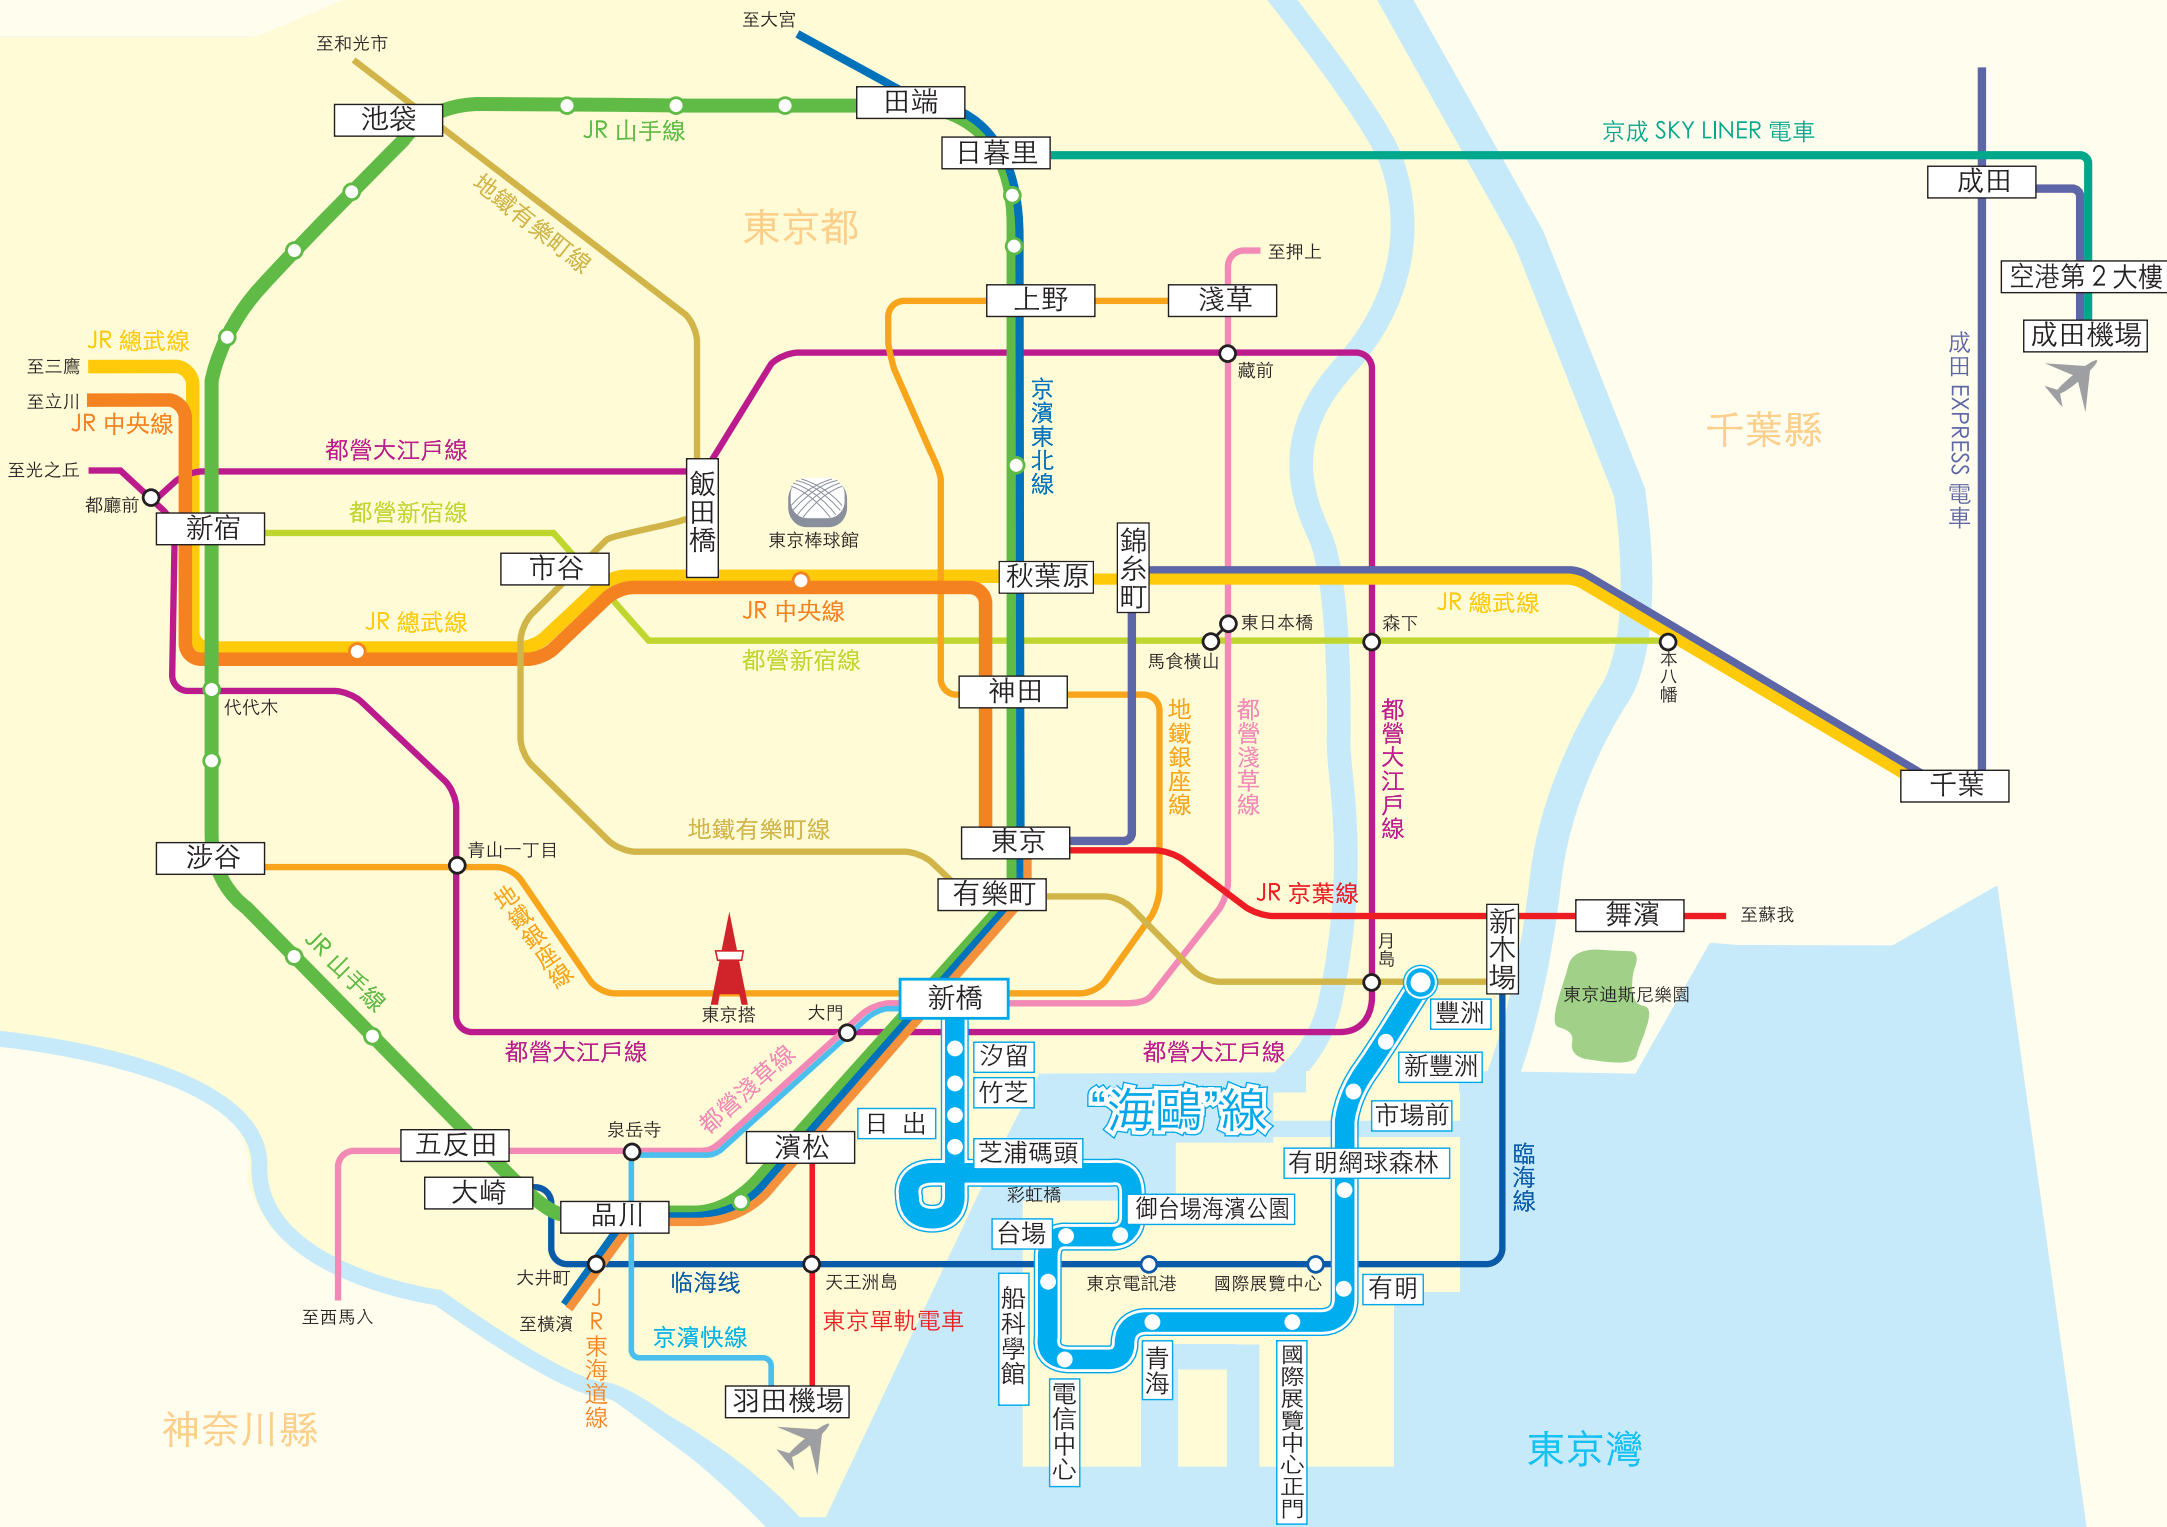 至大宮
至和光市
田端
池袋
JR 山手線
京成 SKY LINER 電車
日暮里
成田
地鐵有樂町線
東京都
至押上
空港第2大樓
上野
淺草
成田機場
JR 總武線
至三鷹
藏前
成田 EXPRESS 電車
至立川
JR 中央線
京濱東北線
千葉縣
都營大江戶線
至光之丘
飯田橋
都廳前
都營新宿線
新宿
東京棒球館
錦糸町
市谷
秋葉原
JR 總武線
JR 中央線
JR 總武線
東日本橋
森下
都營新宿線
馬食橫山
本八幡
神田
代代木
地鐵銀座線
都營淺草線
都營大江戶線
千葉
地鐵有樂町線
東京
青山一丁目
涉谷
有樂町
JR 京葉線
地鐵銀座線
新木場
舞濱
至蘇我
JR 山手線
月島
東京迪斯尼樂園
新橋
東京搭
大門
豐洲
都營大江戶線
都營大江戶線
汐留
新豐洲
竹芝
都營淺草線
“海鷗”線
日出
市場前
泉岳寺
五反田
濱松
芝浦碼頭
有明網球森林
臨海線
大崎
彩虹橋
御台場海濱公園
品川
台場
大井町
临海线
天王洲島
東京電訊港
國際展覽中心
有明
至西馬入
至橫濱
JR東海道線
京濱快線
東京單軌電車
船科學館
青海
國際展覽中心正門
電信中心
羽田機場
神奈川縣
東京灣